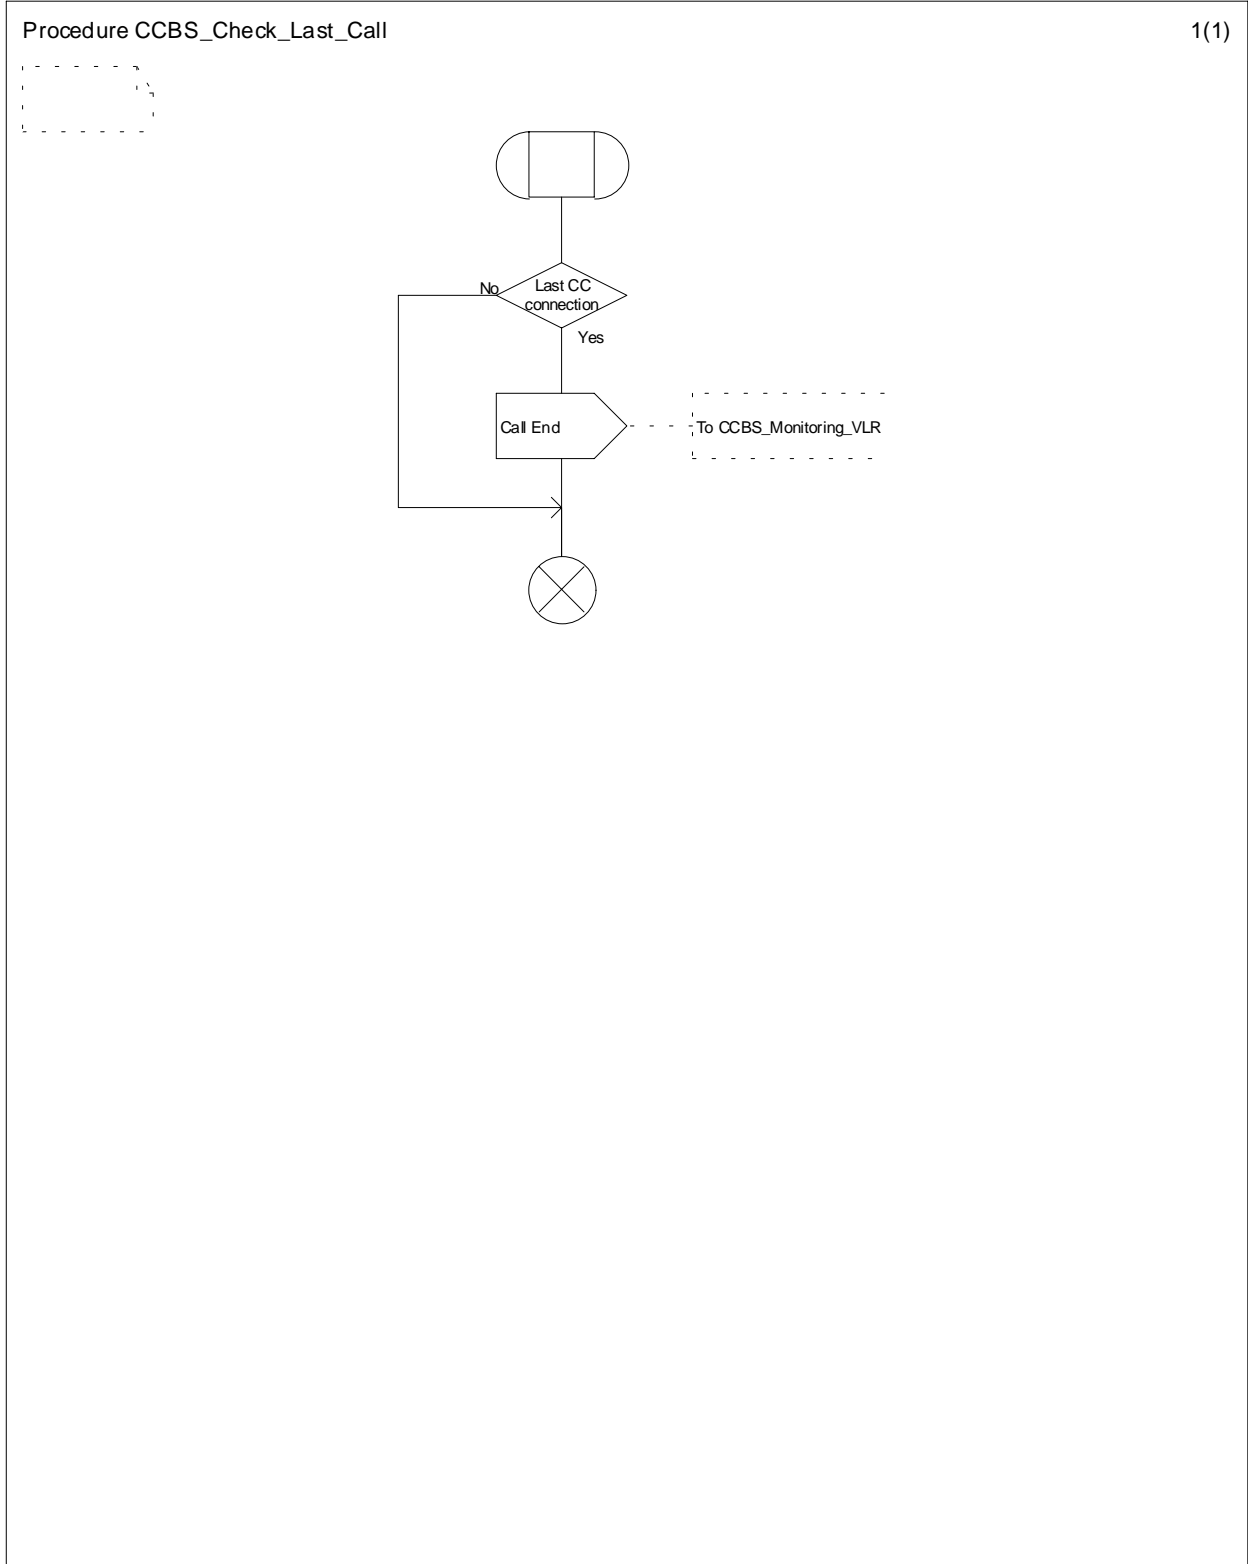 Procedure CCBS_Check_Last_Call
1(1)
No
Last CC
connection
Yes
Call End
To CCBS_Monitoring_VLR